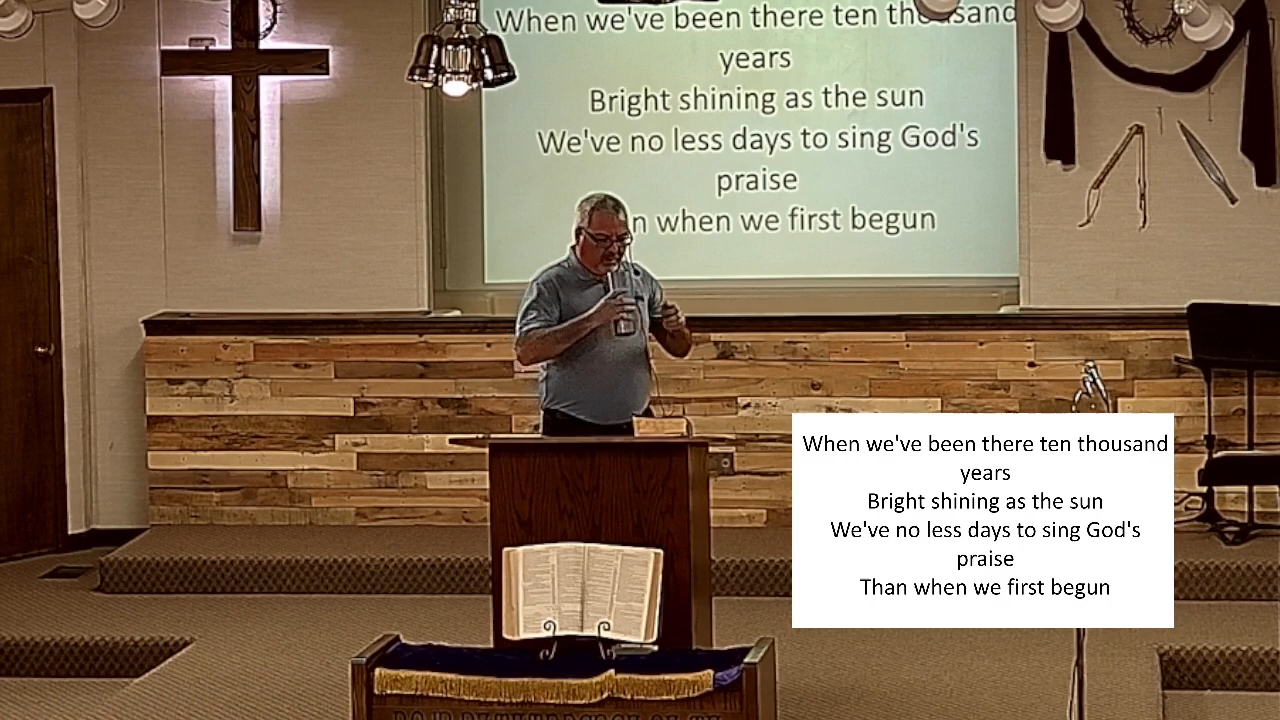 When we've been there ten thousand
years
Bright shining as the sun
We've no less days to sing God's
praise
when we first begun
When we've been there ten thousand
years
Bright shining as the sun
We've no less days to sing God's
praise
Than when we first begun